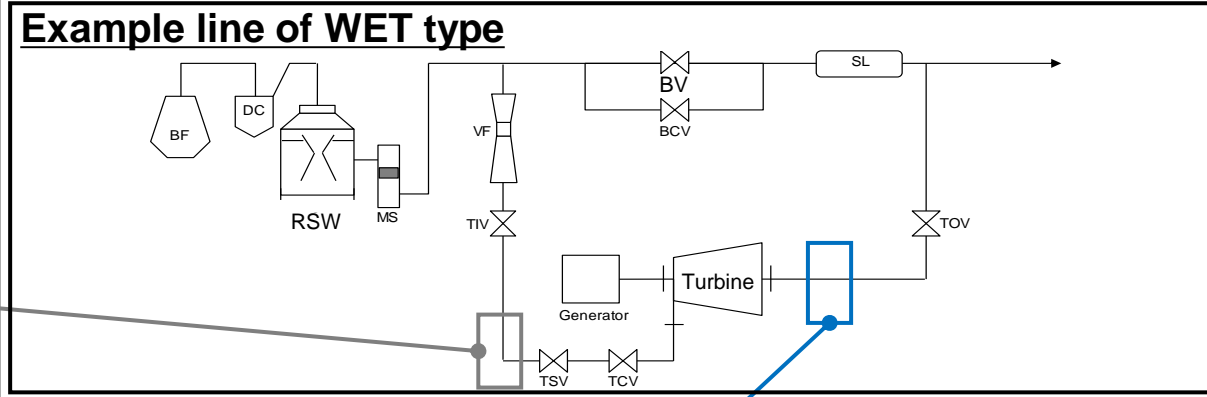 Example line of WET type
SL
BV
DC
BF
VF
BCV
RSW
MS
TIV
TOV
Turbine
Generator
TSV
TCV